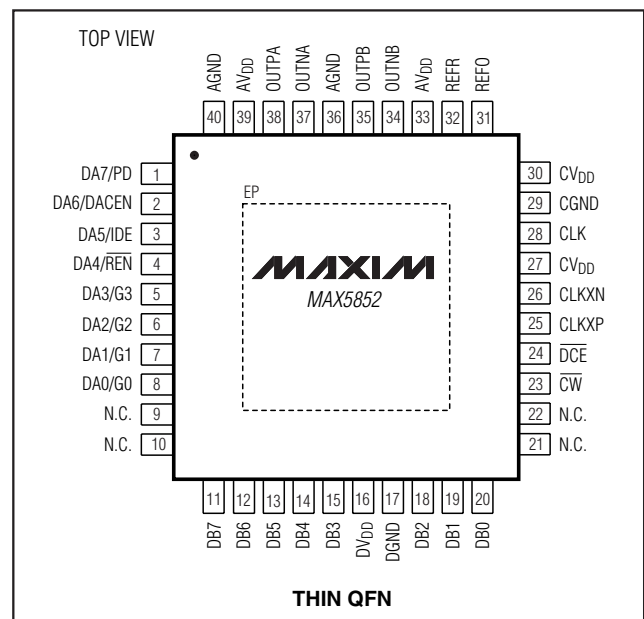 TOP VIEW
AGND
AVDD
OUTPA
OUTNA
AGND
OUTPB
OUTNB
AVDD
REFR
REFO
40 39 38 37 36 35 34 33 32 31
DA7/PD 1
DA6/DACEN 2
DA5/IDE 3
DA4/R̅E̅N̅ 4
DA3/G3 5
DA2/G2 6
DA1/G1 7
DA0/G0 8
N.C. 9
N.C. 10
EP
MAXIM
MAX5852
30 CVDD
29 CGND
28 CLK
27 CVDD
26 CLKXN
25 CLKXP
24 D̅C̅E̅
23 C̅W̅
22 N.C.
21 N.C.
11 12 13 14 15 16 17 18 19 20
DB7
DB6
DB5
DB4
DB3
DVDD
DGND
DB2
DB1
DB0
THIN QFN